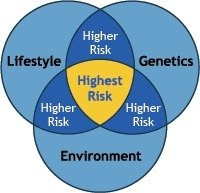 Higher
Risk
Lifestyle
Genetics
Highest
Risk
Higher
Risk
Higher
Risk
Environment